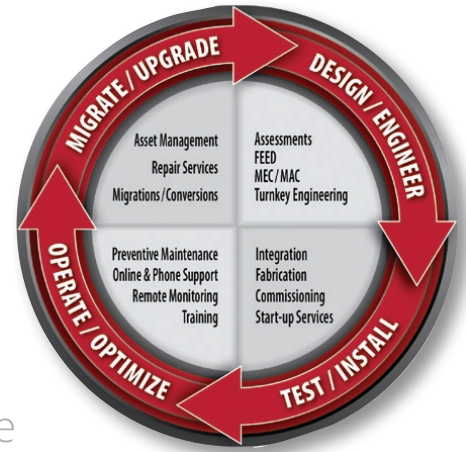 MIGRATE / UPGRADE
DESIGN / ENGINEER
Asset Management
Repair Services
Migrations/Conversions
Assessments
FEED
MEC/MAC
Turnkey Engineering
Preventive Maintenance
Online & Phone Support
Remote Monitoring
Training
Integration
Fabrication
Commissioning
Start-up Services
OPERATE / OPTIMIZE
TEST / INSTALL
e